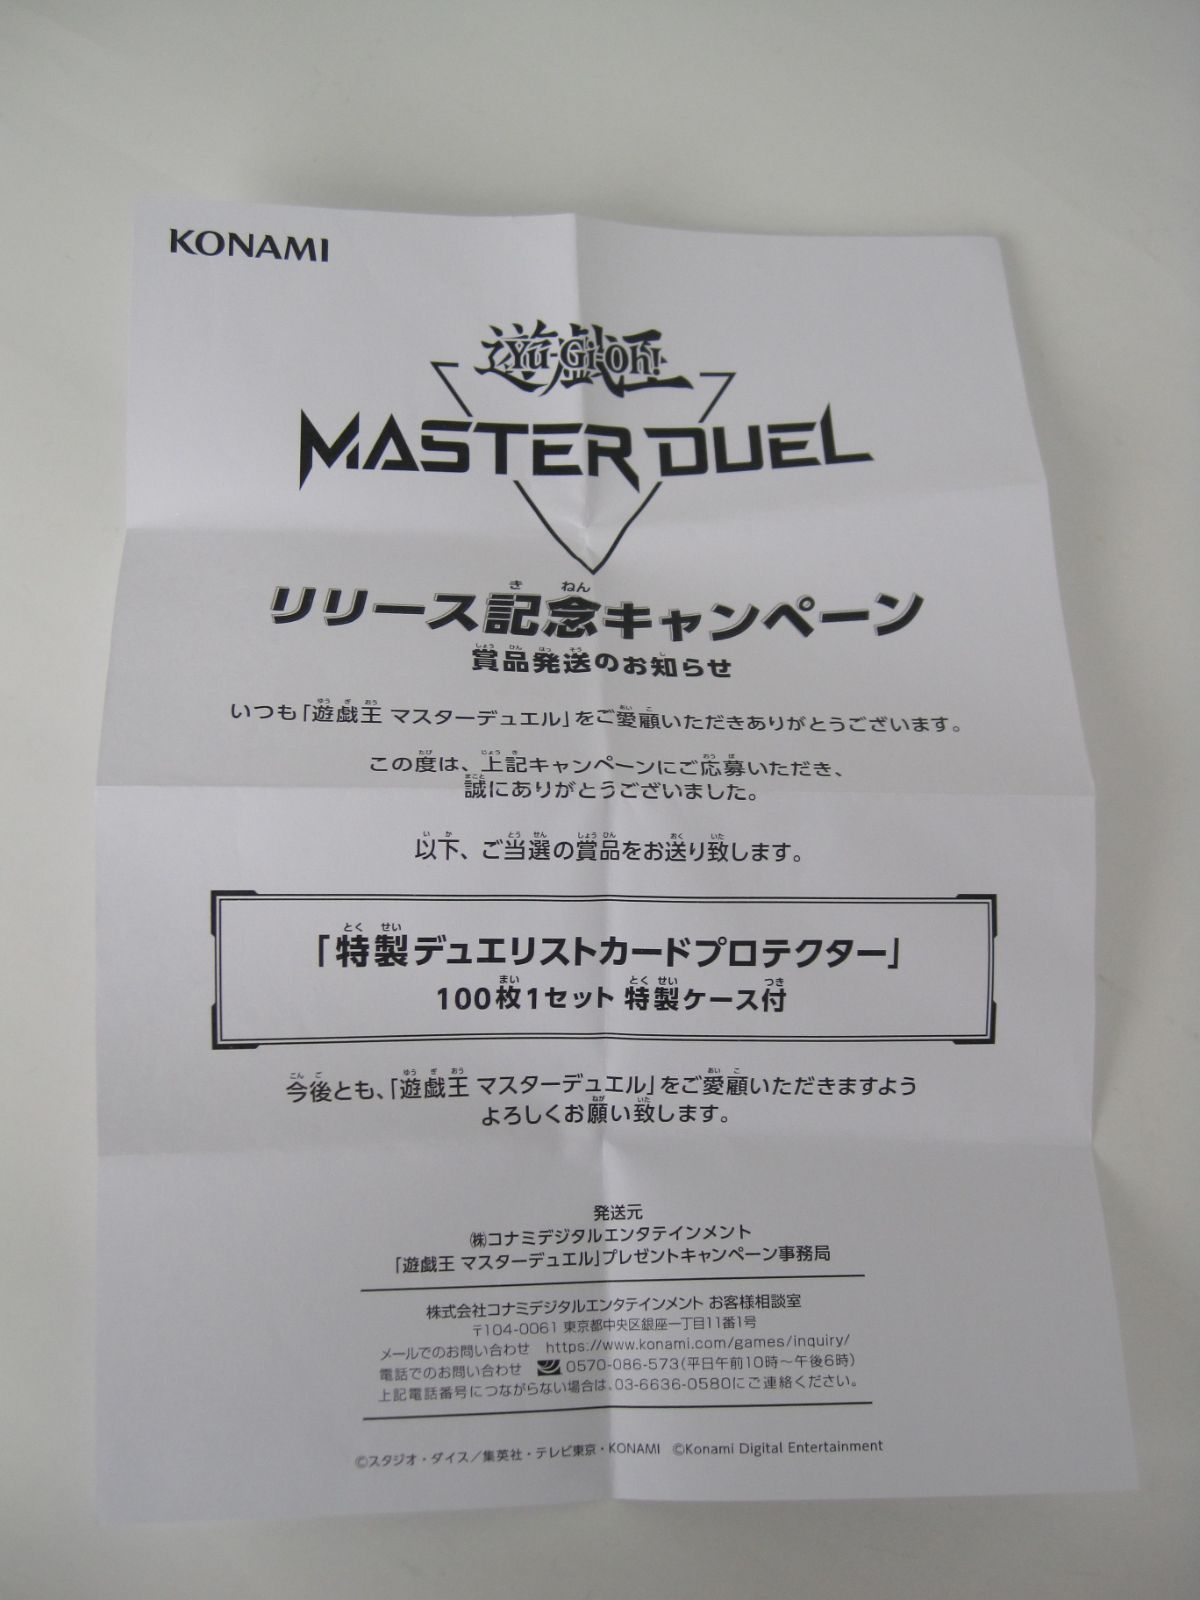 KONAMI
遊戯王
Yu-Gi-Oh!
MASTER DUEL
リリース記念キャンペーン
賞品発送のお知らせ
いつも「遊戯王 マスターデュエル」をご愛顧いただきありがとうございます。
この度は、上記キャンペーンにご応募いただき、
誠にありがとうございました。
以下、ご当選の賞品をお送り致します。
「特製デュエリストカードプロテクター」
100枚1セット 特製ケース付
今後とも、「遊戯王 マスターデュエル」をご愛顧いただきますよう
よろしくお願い致します。
発送元
㈱コナミデジタルエンタテインメント
「遊戯王 マスターデュエル」プレゼントキャンペーン事務局
株式会社コナミデジタルエンタテインメント お客様相談室
〒104-0061 東京都中央区銀座一丁目11番1号
メールでのお問い合わせ https://www.konami.com/games/inquiry/
電話でのお問い合わせ 0570-086-573(平日午前10時～午後6時)
上記電話番号につながらない場合は、03-6636-0580にご連絡ください。
©スタジオ・ダイス／集英社・テレビ東京・KONAMI ©Konami Digital Entertainment